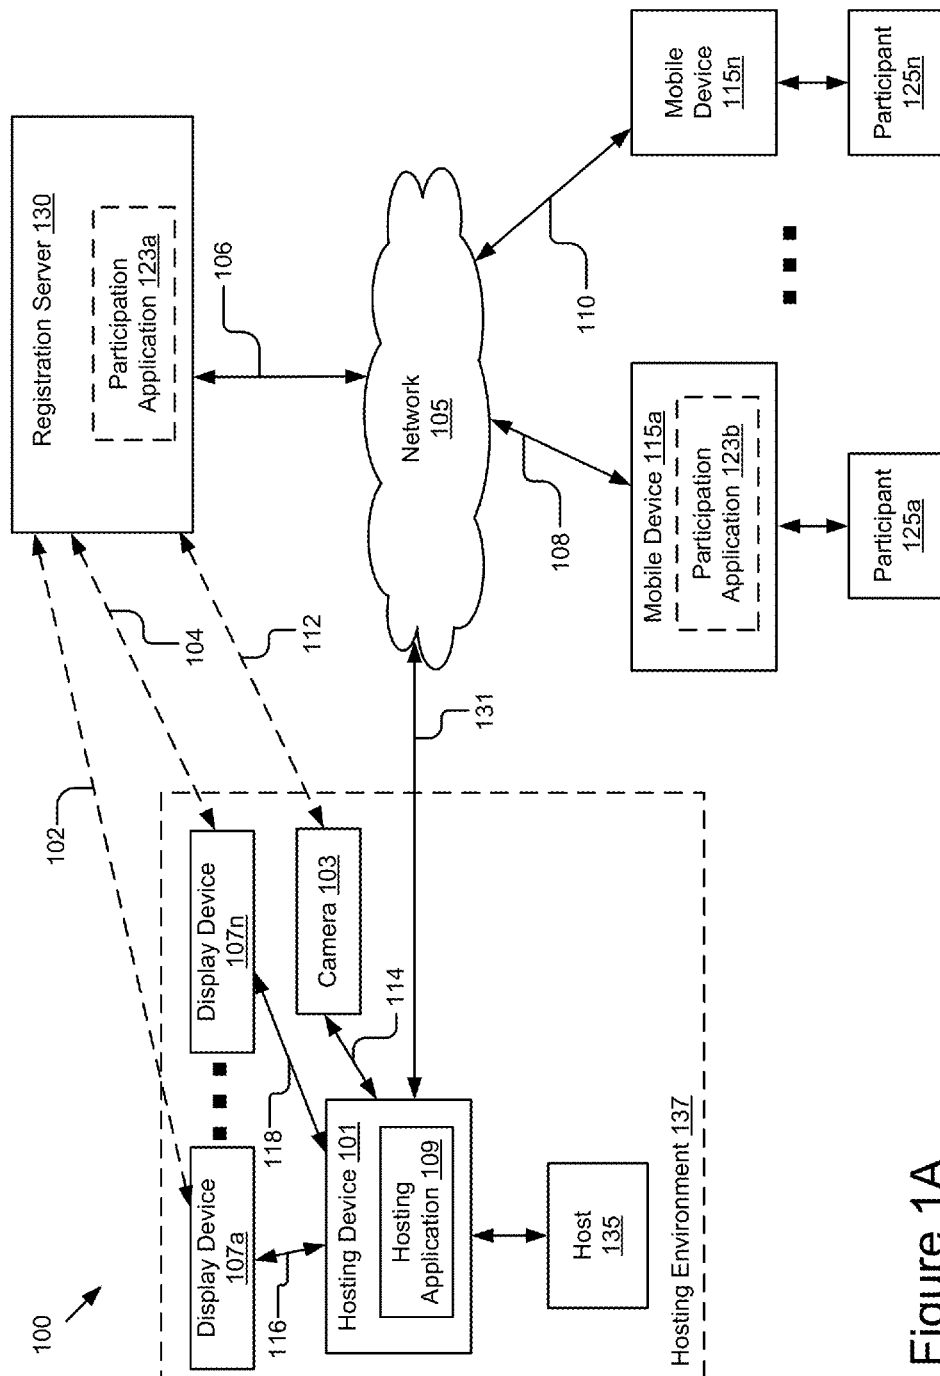 100
Display Device
107a
Display Device
107n
102
104
112
Registration Server 130
Participation
Application 123a
106
116
118
Camera 103
114
Hosting Device 101
Hosting
Application 109
131
Network
105
Host
135
Hosting Environment 137
108
110
Mobile Device 115a
Participation
Application 123b
Mobile
Device
115n
Participant
125a
Participant
125n
Figure 1A